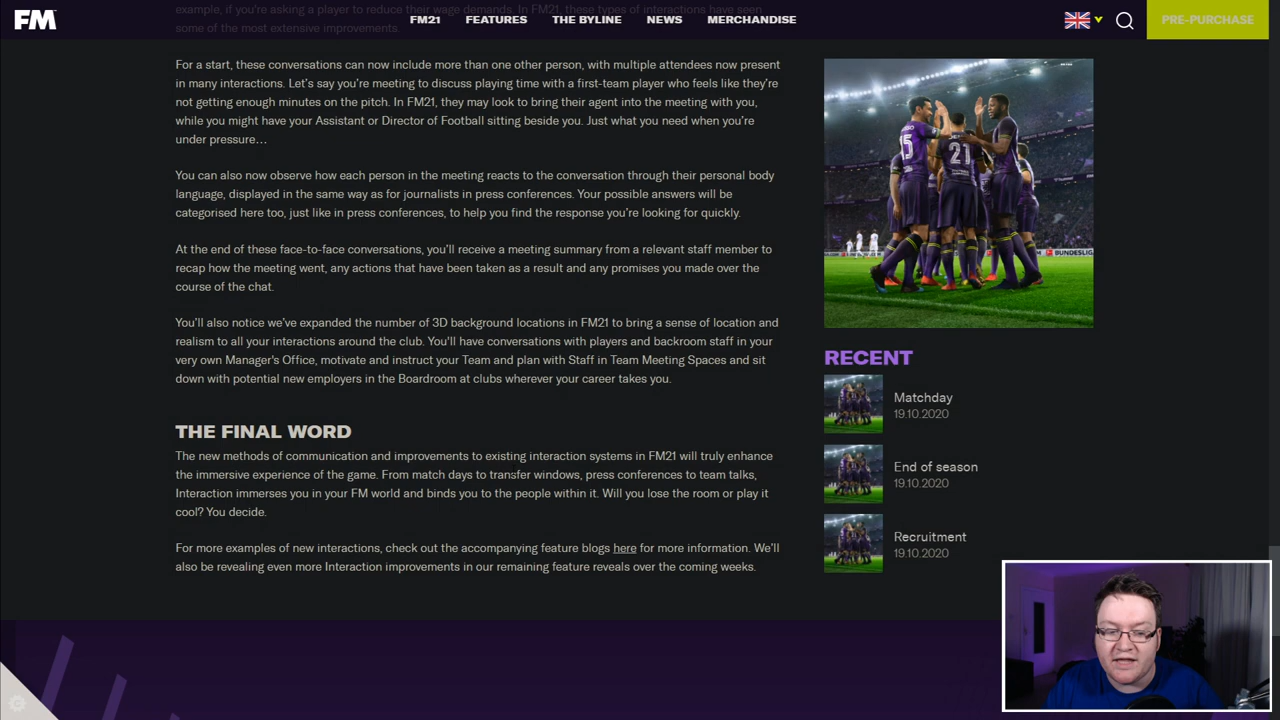 FM
FM21
FEATURES
THE BYLINE
NEWS
MERCHANDISE
PRE-PURCHASE
example, if you're asking a player to reduce their wage demands. In FM21, these types of interactions have seen
some of the most extensive improvements.
For a start, these conversations can now include more than one other person, with multiple attendees now present
in many interactions. Let's say you're meeting to discuss playing time with a first-team player who feels like they're
not getting enough minutes on the pitch. In FM21, they may look to bring their agent into the meeting with you,
while you might have your Assistant or Director of Football sitting beside you. Just what you need when you're
under pressure…
You can also now observe how each person in the meeting reacts to the conversation through their personal body
language, displayed in the same way as for journalists in press conferences. Your possible answers will be
categorised here too, just like in press conferences, to help you find the response you're looking for quickly.
At the end of these face-to-face conversations, you'll receive a meeting summary from a relevant staff member to
recap how the meeting went, any actions that have been taken as a result and any promises you made over the
course of the chat.
You'll also notice we've expanded the number of 3D background locations in FM21 to bring a sense of location and
realism to all your interactions around the club. You'll have conversations with players and backroom staff in your
very own Manager's Office, motivate and instruct your Team and plan with Staff in Team Meeting Spaces and sit
down with potential new employers in the Boardroom at clubs wherever your career takes you.
THE FINAL WORD
The new methods of communication and improvements to existing interaction systems in FM21 will truly enhance
the immersive experience of the game. From match days to transfer windows, press conferences to team talks,
Interaction immerses you in your FM world and binds you to the people within it. Will you lose the room or play it
cool? You decide.
For more examples of new interactions, check out the accompanying feature blogs here for more information. We'll
also be revealing even more Interaction improvements in our remaining feature reveals over the coming weeks.
15
21
BUNDESLIGA
RECENT
Matchday
19.10.2020
End of season
19.10.2020
Recruitment
19.10.2020